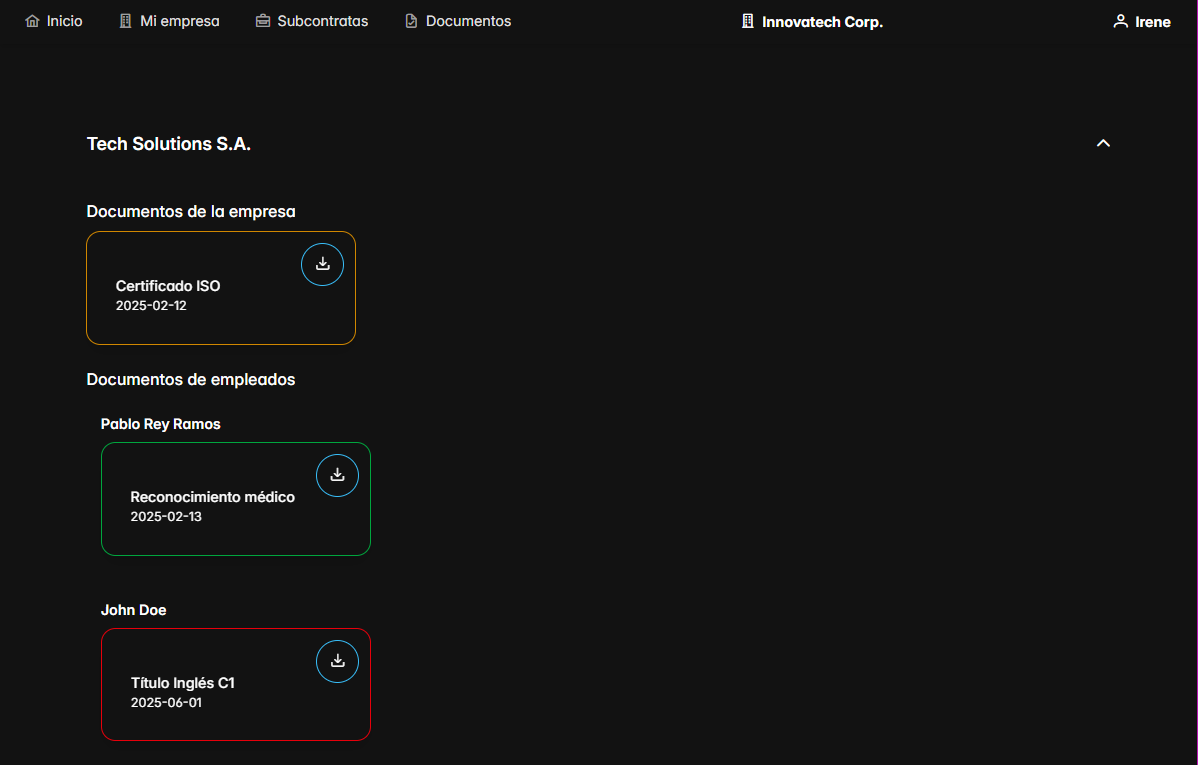 Inicio
Mi empresa
Subcontratas
Documentos
Innovatech Corp.
Irene
Tech Solutions S.A.
Documentos de la empresa
Certificado ISO
2025-02-12
Documentos de empleados
Pablo Rey Ramos
Reconocimiento médico
2025-02-13
John Doe
Título Inglés C1
2025-06-01